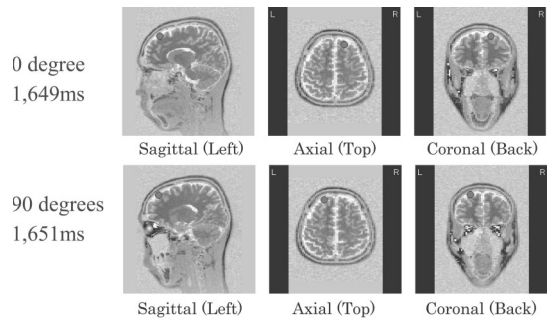 0 degree
1,649ms
L R
L R
Sagittal (Left) Axial (Top) Coronal (Back)
90 degrees
1,651ms
L R
L R
Sagittal (Left) Axial (Top) Coronal (Back)